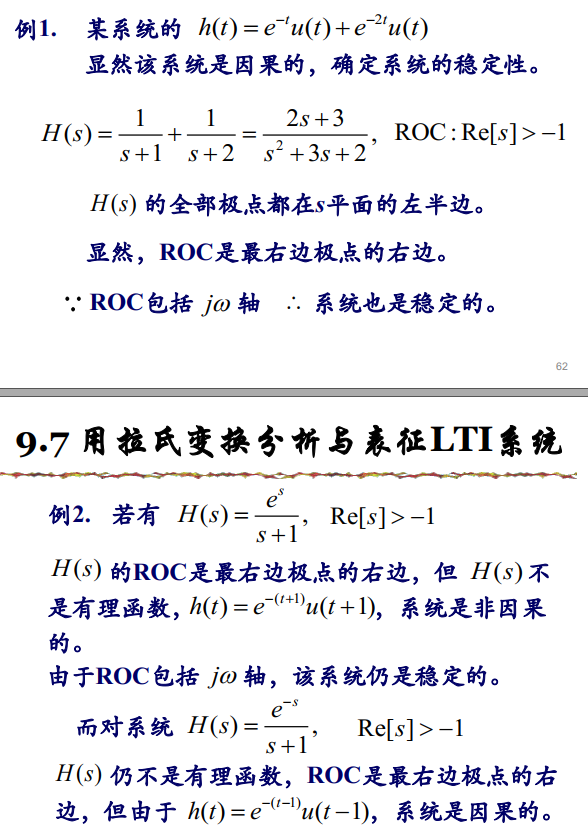 例1. 某系统的 h(t) = e^{-t}u(t) + e^{-2t}u(t)
显然该系统是因果的，确定系统的稳定性。
H(s) = \frac{1}{s+1} + \frac{1}{s+2} = \frac{2s+3}{s^2+3s+2}, ROC : Re[s] > -1
H(s) 的全部极点都在s平面的左半边。
显然，ROC是最右边极点的右边。
∵ ROC包括 jω 轴 ∴ 系统也是稳定的。
62
9.7 用拉氏变换分析与表征LTI系统
例2. 若有 H(s) = \frac{e^s}{s+1}, Re[s] > -1
H(s) 的ROC是最右边极点的右边，但 H(s) 不
是有理函数，h(t) = e^{-(t+1)}u(t+1)，系统是非因果
的。
由于ROC包括 jω 轴，该系统仍是稳定的。
而对系统 H(s) = \frac{e^{-s}}{s+1}, Re[s] > -1
H(s) 仍不是有理函数，ROC是最右边极点的右
边，但由于 h(t) = e^{-(t-1)}u(t-1)，系统是因果的。